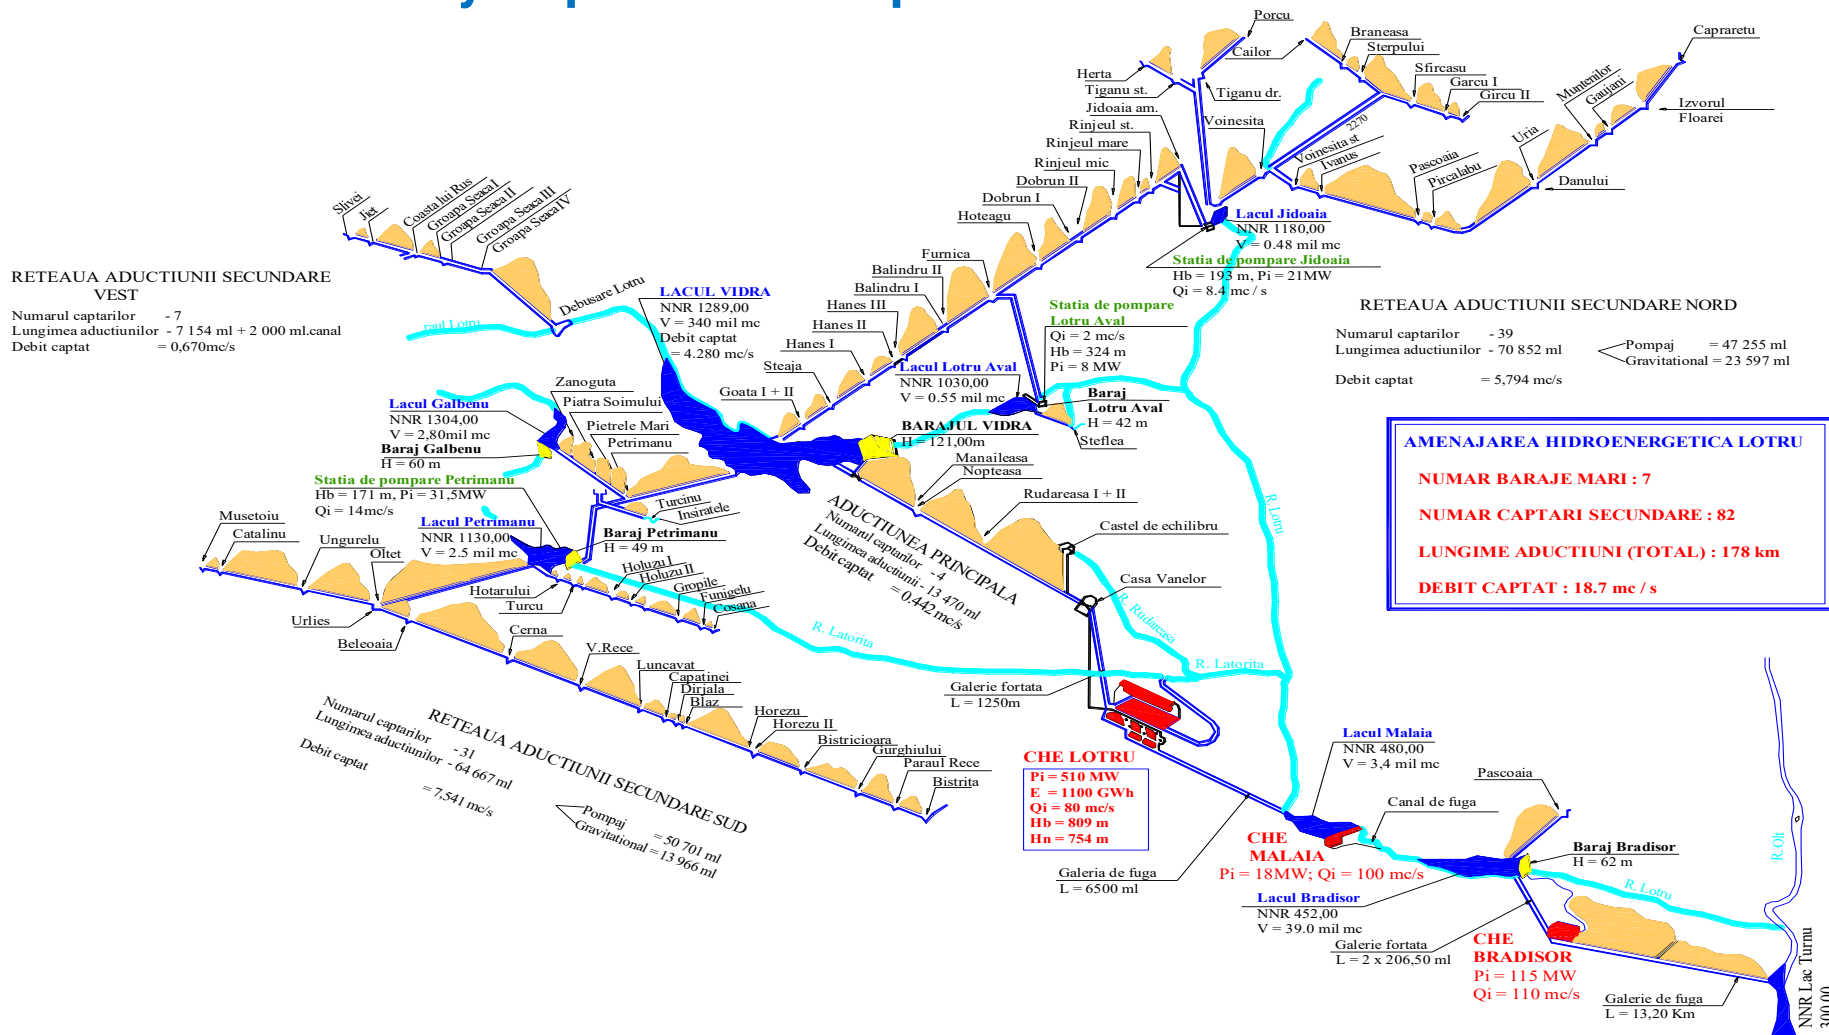 Porcu
Cailor
Braneasa
Sterpului
Capraretu
Herta
Tiganu st.
Tiganu dr.
Sfircasu
Garcu I
Gircu II
Muntenilor
Gaujani
Izvorul
Floarei
Jidoaia am.
Rinjeul st.
Rinjeul mare
Rinjeul mic
Dobrun II
Dobrun I
Hoteagu
Furnica
Balindru II
Balindru I
Hanes III
Hanes II
Hanes I
Steaja
Goata I + II
Voinesita
2270
Voinesita st
Ivanus
Pascoaia
Pircalabu
Uria
Danului
Slivei
Jiet
Coasta lui Rus
Groapa Seaca I
Groapa Seaca II
Groapa Seaca III
Groapa Seaca IV
Debusare Lotru
raul Lotru
RETEAUA ADUCTIUNII SECUNDARE
VEST
Numarul captarilor - 7
Lungimea aductiunilor - 7 154 ml + 2 000 ml.canal
Debit captat = 0,670mc/s
LACUL VIDRA
NNR 1289,00
V = 340 mil mc
Debit captat
= 4.280 mc/s
Lacul Jidoaia
NNR 1180,00
V = 0.48 mil mc
Statia de pompare Jidoaia
Hb = 193 m, Pi = 21MW
Qi = 8.4 mc / s
Statia de pompare
Lotru Aval
Qi = 2 mc/s
Hb = 324 m
Pi = 8 MW
Lacul Lotru Aval
NNR 1030,00
V = 0.55 mil mc
Baraj
Lotru Aval
H = 42 m
Steflea
RETEAUA ADUCTIUNII SECUNDARE NORD
Numarul captarilor - 39
Lungimea aductiunilor - 70 852 ml
Pompaj = 47 255 ml
Gravitational = 23 597 ml
Debit captat = 5,794 mc/s
AMENAJAREA HIDROENERGETICA LOTRU
NUMAR BARAJE MARI : 7
NUMAR CAPTARI SECUNDARE : 82
LUNGIME ADUCTIUNI (TOTAL) : 178 km
DEBIT CAPTAT : 18.7 mc / s
Lacul Galbenu
NNR 1304,00
V = 2,80mil mc
Baraj Galbenu
H = 60 m
Zanoguta
Piatra Soimului
Pietrele Mari
Petrimanu
Statia de pompare Petrimanu
Hb = 171 m, Pi = 31,5MW
Qi = 14mc/s
Turcinu
Insiratele
Lacul Petrimanu
NNR 1130,00
V = 2.5 mil mc
Baraj Petrimanu
H = 49 m
BARAJUL VIDRA
H = 121,00m
Manaileasa
Nopteasa
Rudareasa I + II
Castel de echilibru
Casa Vanelor
ADUCTIUNEA PRINCIPALA
Numarul captarilor - 4
Lungimea aductiunii - 13 470 ml
Debit captat = 0.442 mc/s
R. Lotru
R. Rudareasa
R. Latorita
R. Latorita
Musetoiu
Catalinu
Ungurelu
Oltet
Urlies
Beleoaia
Hotarului
Turcu
Holuzu I
Holuzu II
Gropile
Funigelu
Cosana
Cerna
V.Rece
Luncavat
Capatinei
Dirjala
Blaz
Horezu
Horezu II
Bistricioara
Gurghiului
Paraul Rece
Bistrita
RETEAUA ADUCTIUNII SECUNDARE SUD
Numarul captarilor - 31
Lungimea aductiunilor - 64 667 ml
Debit captat = 7,541 mc/s
Pompaj = 50 701 ml
Gravitational = 13 966 ml
Galerie fortata
L = 1250m
CHE LOTRU
Pi = 510 MW
E = 1100 GWh
Qi = 80 mc/s
Hb = 809 m
Hn = 754 m
Galeria de fuga
L = 6500 ml
Lacul Malaia
NNR 480,00
V = 3,4 mil mc
CHE
MALAIA
Pi = 18MW; Qi = 100 mc/s
Canal de fuga
Pascoaia
Lacul Bradisor
NNR 452,00
V = 39.0 mil mc
Baraj Bradisor
H = 62 m
R. Lotru
R. Olt
Galerie fortata
L = 2 x 206,50 ml
CHE
BRADISOR
Pi = 115 MW
Qi = 110 mc/s
Galerie de fuga
L = 13,20 Km
NNR Lac Turnu
300,00